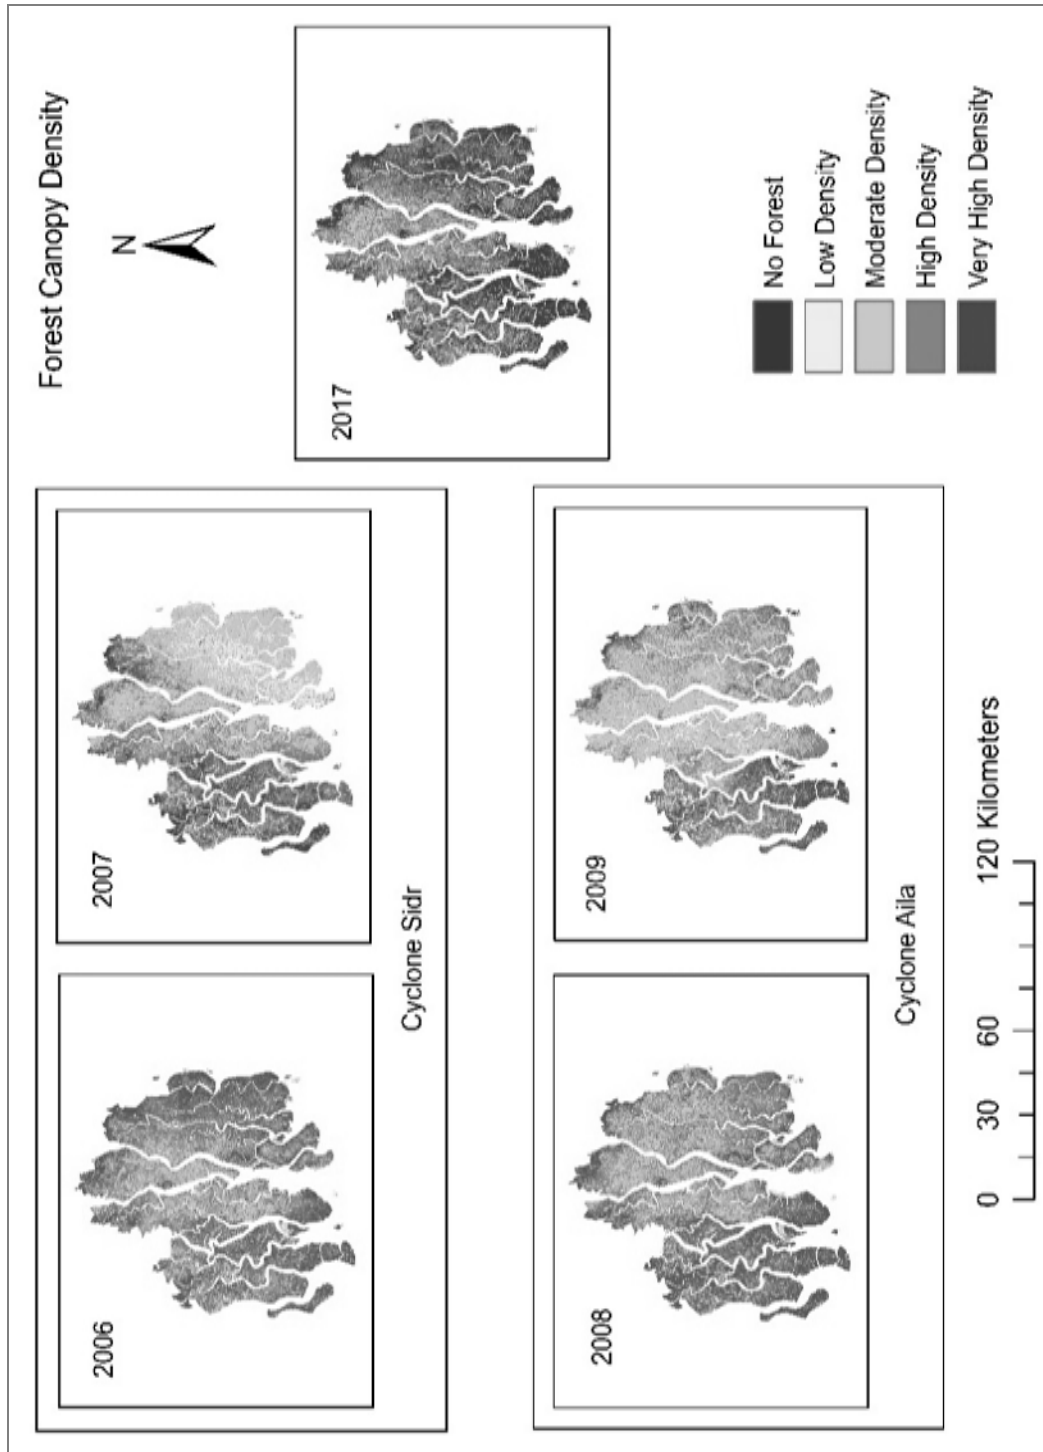 Forest Canopy Density
N
2006
2007
Cyclone Sidr
2017
2008
2009
Cyclone Aila
No Forest
Low Density
Moderate Density
High Density
Very High Density
0 30 60 120 Kilometers